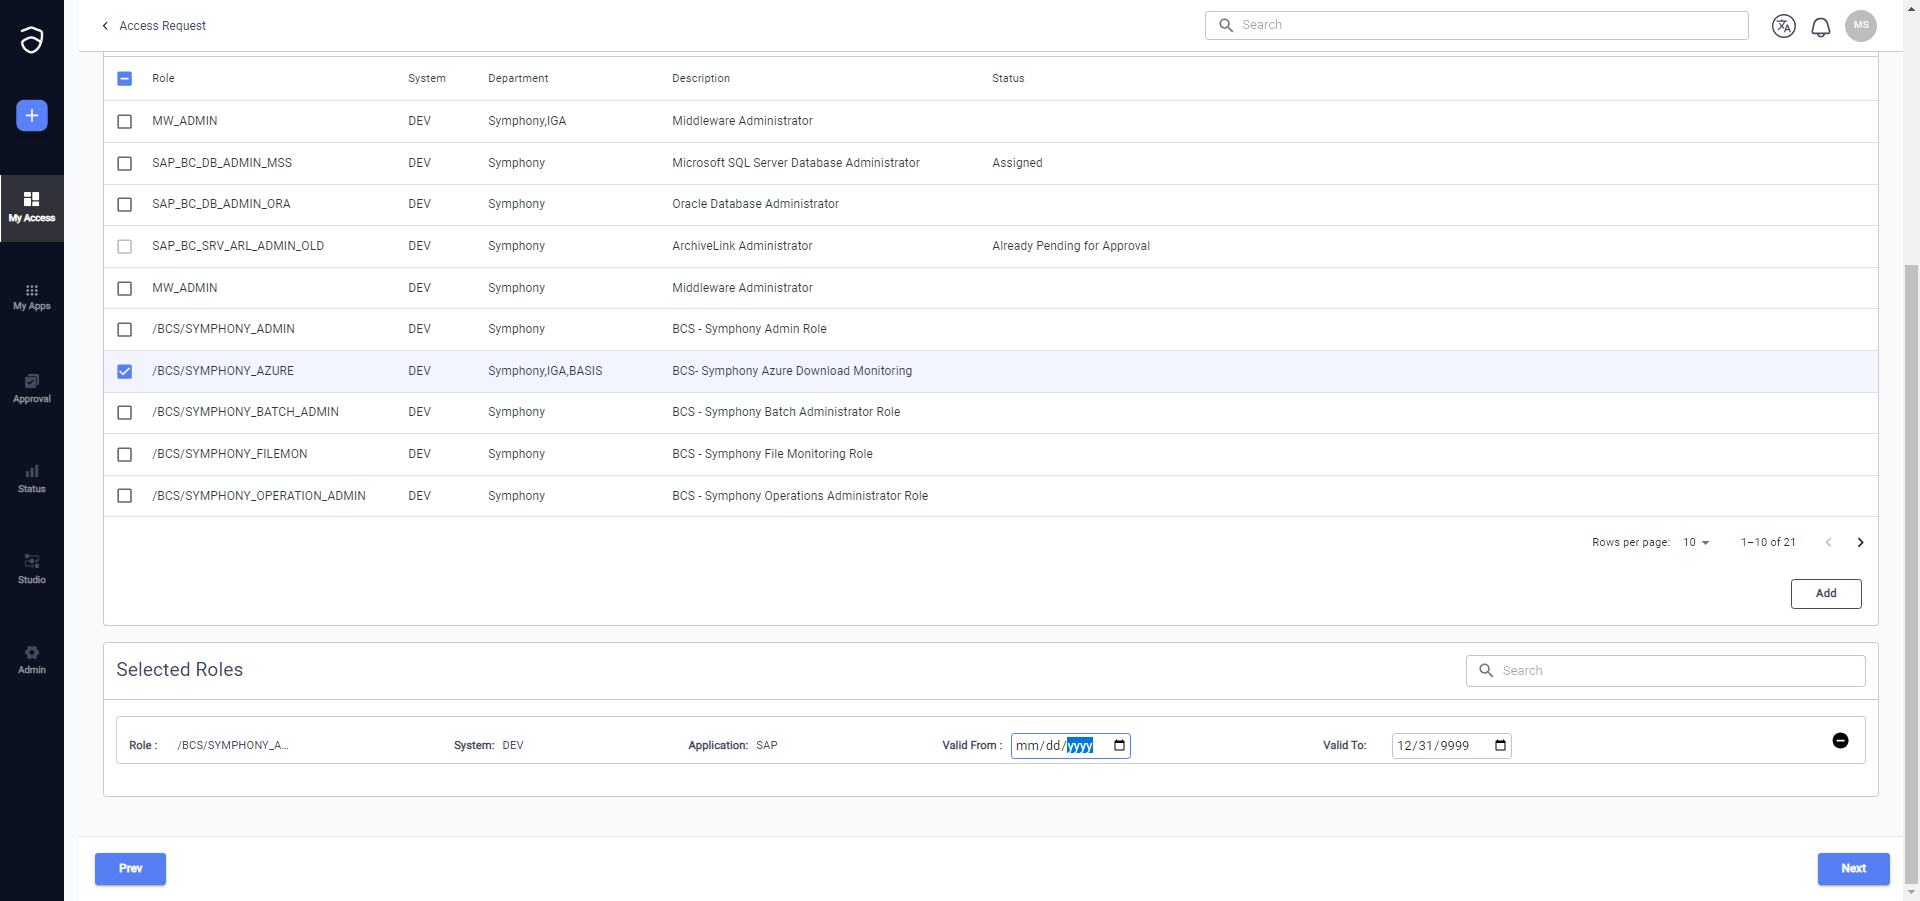 Access Request
Search
MS
Role System Department Description Status
MW_ADMIN DEV Symphony,IGA Middleware Administrator
SAP_BC_DB_ADMIN_MSS DEV Symphony Microsoft SQL Server Database Administrator Assigned
SAP_BC_DB_ADMIN_ORA DEV Symphony Oracle Database Administrator
SAP_BC_SRV_ARL_ADMIN_OLD DEV Symphony ArchiveLink Administrator Already Pending for Approval
MW_ADMIN DEV Symphony Middleware Administrator
/BCS/SYMPHONY_ADMIN DEV Symphony BCS - Symphony Admin Role
/BCS/SYMPHONY_AZURE DEV Symphony,IGA,BASIS BCS- Symphony Azure Download Monitoring
/BCS/SYMPHONY_BATCH_ADMIN DEV Symphony BCS - Symphony Batch Administrator Role
/BCS/SYMPHONY_FILEMON DEV Symphony BCS - Symphony File Monitoring Role
/BCS/SYMPHONY_OPERATION_ADMIN DEV Symphony BCS - Symphony Operations Administrator Role
Rows per page: 10 1–10 of 21
Add
Selected Roles
Search
Role : /BCS/SYMPHONY_A... System: DEV Application: SAP Valid From : mm/dd/yyyy Valid To: 12/31/9999
Prev
Next
My Access
My Apps
Approval
Status
Studio
Admin